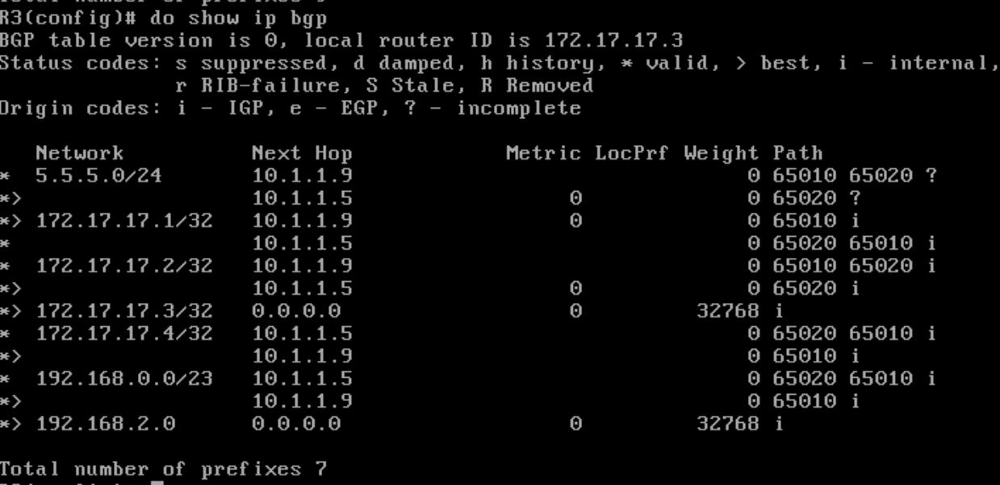 Total number of prefixes
R3(config)# do show ip bgp
BGP table version is 0, local router ID is 172.17.17.3
Status codes: s suppressed, d damped, h history, * valid, > best, i - internal,
              r RIB-failure, S Stale, R Removed
Origin codes: i - IGP, e - EGP, ? - incomplete

   Network          Next Hop            Metric LocPrf Weight Path
*  5.5.5.0/24       10.1.1.9                               0 65010 65020 ?
*>                  10.1.1.5                 0             0 65020 ?
*> 172.17.17.1/32   10.1.1.9                 0             0 65010 i
*                   10.1.1.5                               0 65020 65010 i
*  172.17.17.2/32   10.1.1.9                               0 65010 65020 i
*>                  10.1.1.5                 0             0 65020 i
*> 172.17.17.3/32   0.0.0.0                  0         32768 i
*  172.17.17.4/32   10.1.1.5                               0 65020 65010 i
*>                  10.1.1.9                               0 65010 i
*  192.168.0.0/23   10.1.1.5                               0 65020 65010 i
*>                  10.1.1.9                               0 65010 i
*> 192.168.2.0      0.0.0.0                  0         32768 i

Total number of prefixes 7